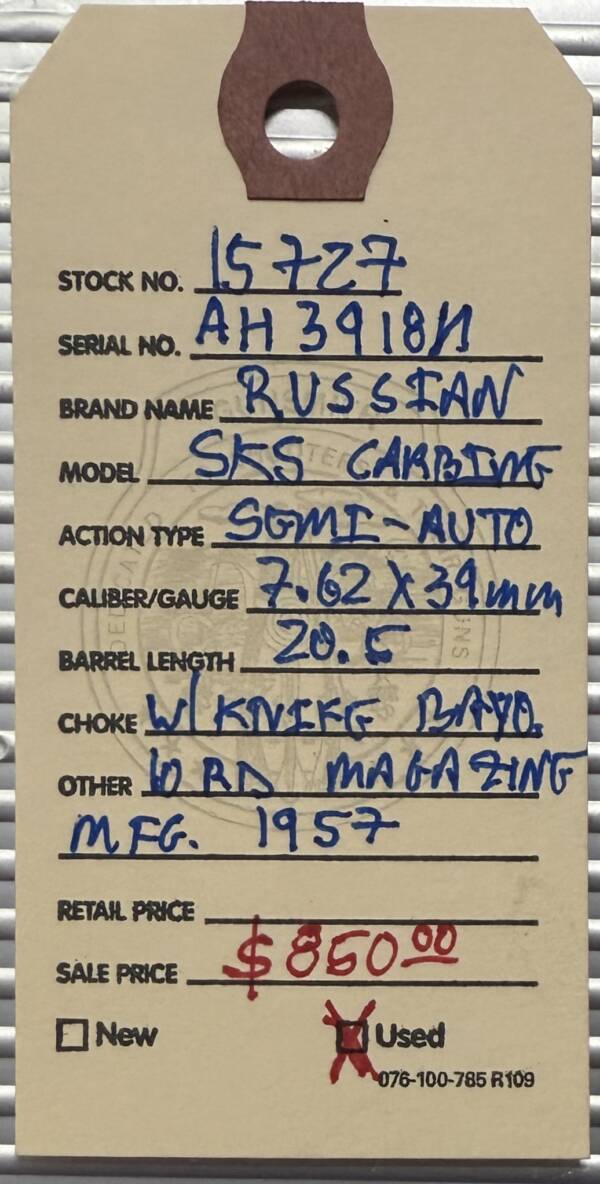 STOCK NO. 15727
SERIAL NO. AH 3918И
BRAND NAME RUSSIAN
MODEL SKS CARBINE
ACTION TYPE SEMI-AUTO
CALIBER/GAUGE 7.62 X 39mm
BARREL LENGTH 20.5
CHOKE W/ KNIFE BAYO.
OTHER 10 RD MAGAZINE
MFG. 1957
RETAIL PRICE
SALE PRICE $850.00
New Used
076-100-785 R109